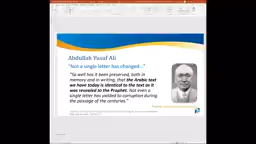 Abdullah Yusuf Ali
"Not a single letter has changed..."
"So well has it been preserved, both in
memory and in writing, that the Arabic text
we have today is identical to the text as it
was revealed to the Prophet. Not even a
single letter has yielded to corruption during
the passage of the centuries."